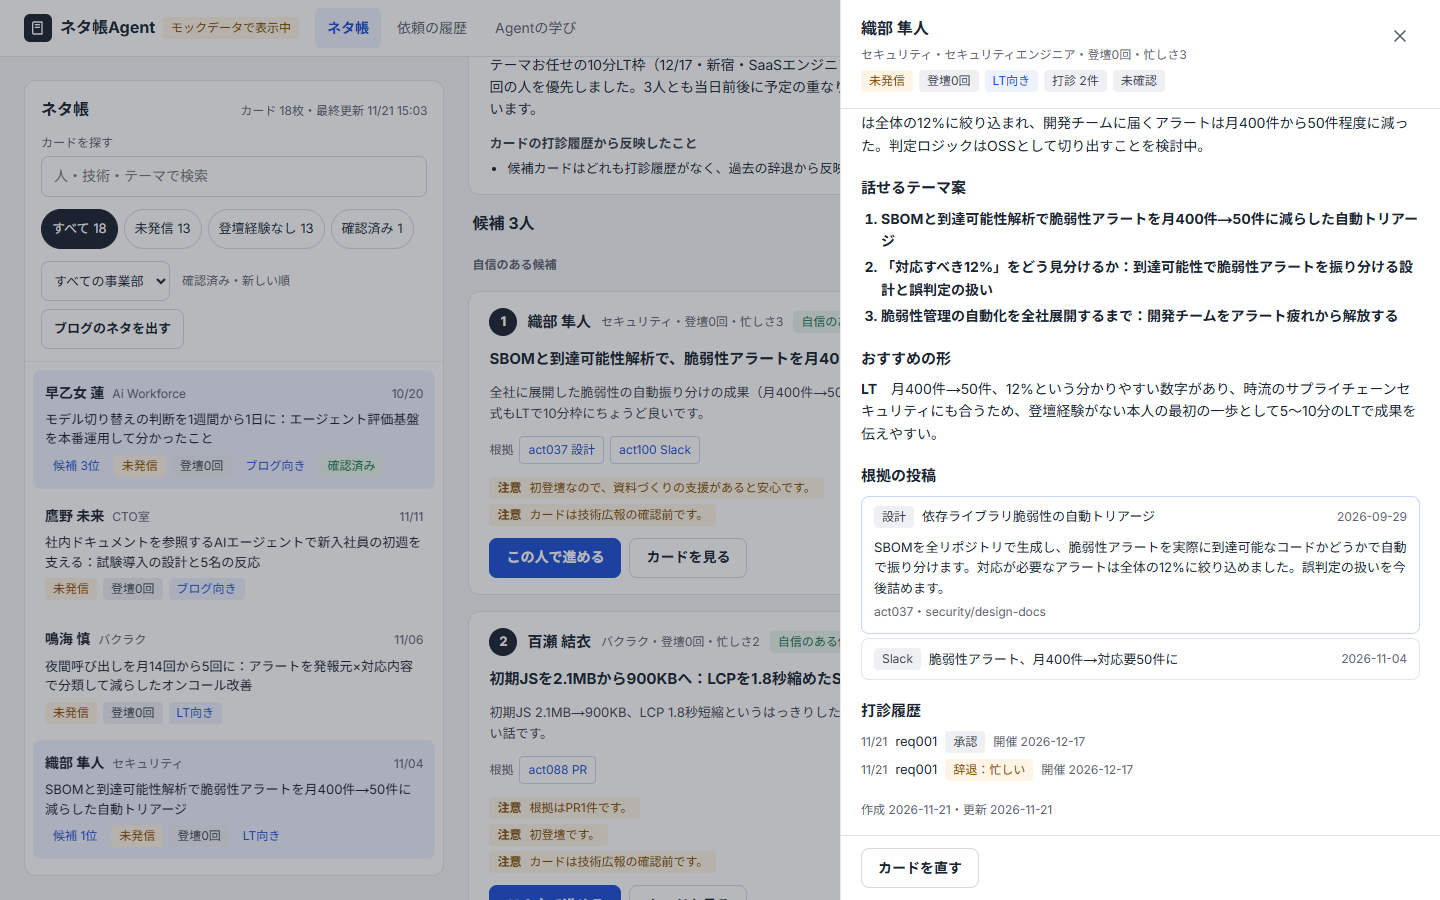 ネタ帳Agent
モックデータで表示中
ネタ帳
依頼の履歴
Agentの学び
ネタ帳
カード 18枚・最終更新 11/21 15:03
カードを探す
人・技術・テーマで検索
すべて 18
未発信 13
登壇経験なし 13
確認済み 1
すべての事業部
確認済み・新しい順
ブログのネタを出す
早乙女 蓮 Ai Workforce 10/20
モデル切り替えの判断を1週間から1日に：エージェント評価基盤
を本番運用して分かったこと
候補 3位 未発信 登壇0回 ブログ向き 確認済み
鷹野 未来 CTO室 11/11
社内ドキュメントを参照するAIエージェントで新入社員の初週を
支える：試験導入の設計と5名の反応
未発信 登壇0回 ブログ向き
鳴海 慎 バクラク 11/06
夜間呼び出しを月14回から5回に：アラートを発報元×対応内容
で分類して減らしたオンコール改善
未発信 登壇0回 LT向き
織部 隼人 セキュリティ 11/04
SBOMと到達可能性解析で脆弱性アラートを月400件→50件に
減らした自動トリアージ
候補 1位 未発信 登壇0回 LT向き
テーマお任せの10分LT枠（12/17・新宿・SaaSエンジニ
回の人を優先しました。3人とも当日前後に予定の重なり
います。
カードの打診履歴から反映したこと
• 候補カードはどれも打診履歴がなく、過去の辞退から反映
候補 3人
自信のある候補
1 織部 隼人 セキュリティ・登壇0回・忙しさ3 自信のあ
SBOMと到達可能性解析で、脆弱性アラートを月40
全社に展開した脆弱性の自動振り分けの成果（月400件→50
式もLTで10分枠にちょうど良いです。
根拠 act037 設計 act100 Slack
注意 初登壇なので、資料づくりの支援があると安心です。
注意 カードは技術広報の確認前です。
この人で進める
カードを見る
2 百瀬 結衣 バクラク・登壇0回・忙しさ2 自信のある
初期JSを2.1MBから900KBへ：LCPを1.8秒縮めたS
初期JS 2.1MB→900KB、LCP 1.8秒短縮というはっきりした
い話です。
根拠 act088 PR
注意 根拠はPR1件です。
注意 初登壇です。
注意 カードは技術広報の確認前です。
織部 隼人
セキュリティ・セキュリティエンジニア・登壇0回・忙しさ3
未発信 登壇0回 LT向き 打診 2件 未確認
は全体の12%に絞り込まれ、開発チームに届くアラートは月400件から50件程度に減っ
た。判定ロジックはOSSとして切り出すことを検討中。
話せるテーマ案
1. SBOMと到達可能性解析で脆弱性アラートを月400件→50件に減らした自動トリアー
ジ
2. 「対応すべき12%」をどう見分けるか：到達可能性で脆弱性アラートを振り分ける設
計と誤判定の扱い
3. 脆弱性管理の自動化を全社展開するまで：開発チームをアラート疲れから解放する
おすすめの形
LT 月400件→50件、12%という分かりやすい数字があり、時流のサプライチェーンセ
キュリティにも合うため、登壇経験がない本人の最初の一歩として5〜10分のLTで成果を
伝えやすい。
根拠の投稿
設計 依存ライブラリ脆弱性の自動トリアージ 2026-09-29
SBOMを全リポジトリで生成し、脆弱性アラートを実際に到達可能なコードかどうかで自動
で振り分けます。対応が必要なアラートは全体の12%に絞り込めました。誤判定の扱いを今
後詰めます。
act037・security/design-docs
Slack 脆弱性アラート、月400件→対応要50件に 2026-11-04
打診履歴
11/21 req001 承認 開催 2026-12-17
11/21 req001 辞退：忙しい 開催 2026-12-17
作成 2026-11-21・更新 2026-11-21
カードを直す